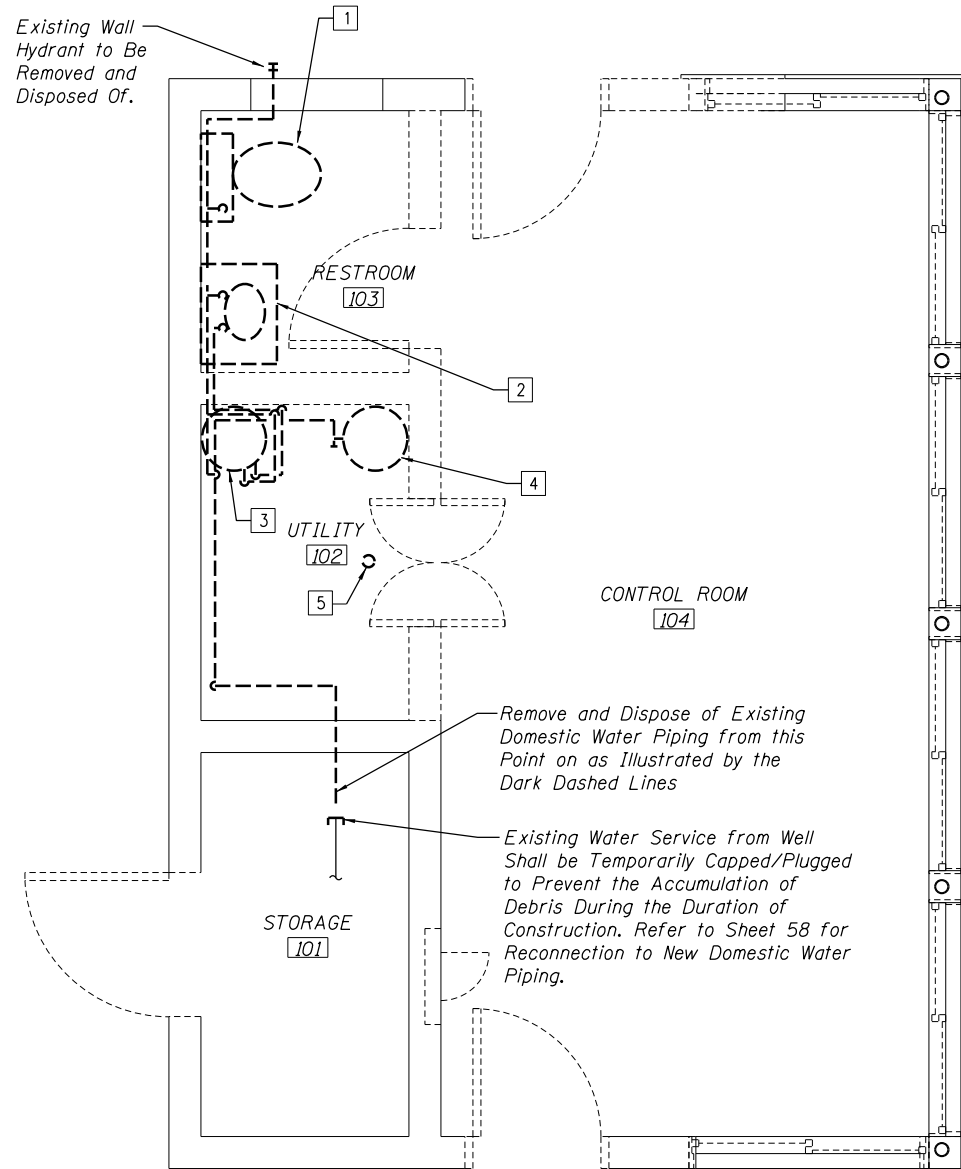 Existing Wall
Hydrant to Be
Removed and
Disposed Of.
1
RESTROOM
103
2
4
3
UTILITY
102
5
CONTROL ROOM
104
Remove and Dispose of Existing
Domestic Water Piping from this
Point on as Illustrated by the
Dark Dashed Lines
Existing Water Service from Well
Shall be Temporarily Capped/Plugged
to Prevent the Accumulation of
Debris During the Duration of
Construction. Refer to Sheet 58 for
Reconnection to New Domestic Water
Piping.
STORAGE
101